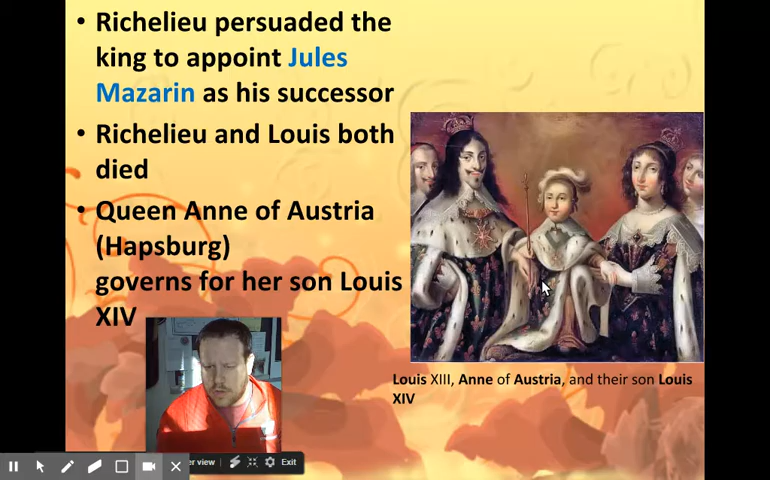 • Richelieu persuaded the
king to appoint Jules
Mazarin as his successor
• Richelieu and Louis both
died
• Queen Anne of Austria
(Hapsburg)
governs for her son Louis
XIV
Louis XIII, Anne of Austria, and their son Louis
XIV
view Exit